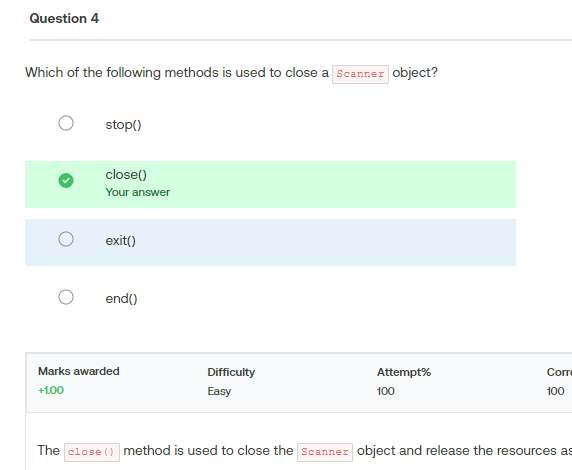 Question 4
Which of the following methods is used to close a Scanner object?
stop()
close()
Your answer
exit()
end()
Marks awarded Difficulty Attempt%
+1.00 Easy 100 100
The close() method is used to close the Scanner object and release the resources as